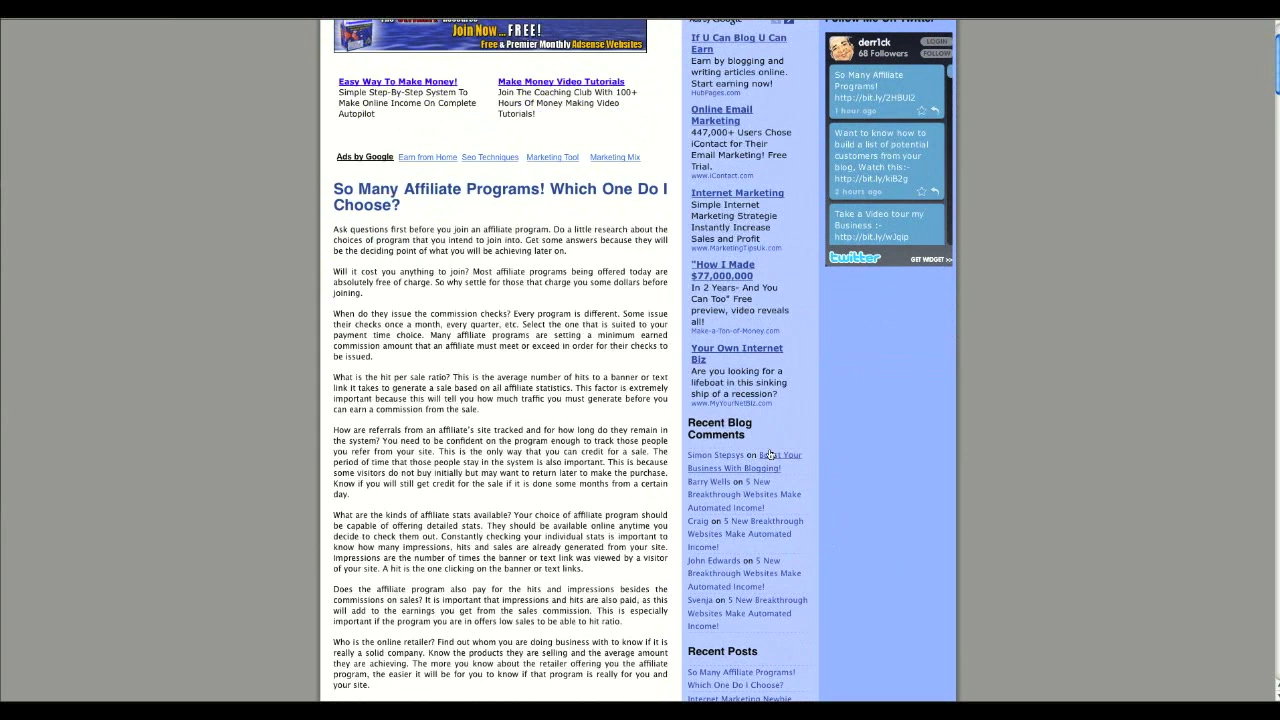 Join Now... FREE!
Free & Premier Monthly Adsense Websites
Easy Way To Make Money!
Simple Step-By-Step System To
Make Online Income On Complete
Autopilot
Make Money Video Tutorials
Join The Coaching Club With 100+
Hours Of Money Making Video
Tutorials!
Ads by Google Earn from Home Seo Techniques Marketing Tool Marketing Mix
So Many Affiliate Programs! Which One Do I
Choose?
Ask questions first before you join an affiliate program. Do a little research about the
choices of program that you intend to join into. Get some answers because they will
be the deciding point of what you will be achieving later on.
Will it cost you anything to join? Most affiliate programs being offered today are
absolutely free of charge. So why settle for those that charge you some dollars before
joining.
When do they issue the commission checks? Every program is different. Some issue
their checks once a month, every quarter, etc. Select the one that is suited to your
payment time choice. Many affiliate programs are setting a minimum earned
commission amount that an affiliate must meet or exceed in order for their checks to
be issued.
What is the hit per sale ratio? This is the average number of hits to a banner or text
link it takes to generate a sale based on all affiliate statistics. This factor is extremely
important because this will tell you how much traffic you must generate before you
can earn a commission from the sale.
How are referrals from an affiliate's site tracked and for how long do they remain in
the system? You need to be confident on the program enough to track those people
you refer from your site. This is the only way that you can credit for a sale. The
period of time that those people stay in the system is also important. This is because
some visitors do not buy initially but may want to return later to make the purchase.
Know if you will still get credit for the sale if it is done some months from a certain
day.
What are the kinds of affiliate stats available? Your choice of affiliate program should
be capable of offering detailed stats. They should be available online anytime you
decide to check them out. Constantly checking your individual stats is important to
know how many impressions, hits and sales are already generated from your site.
Impressions are the number of times the banner or text link was viewed by a visitor
of your site. A hit is the one clicking on the banner or text links.
Does the affiliate program also pay for the hits and impressions besides the
commissions on sales? It is important that impressions and hits are also paid, as this
will add to the earnings you get from the sales commission. This is especially
important if the program you are in offers low sales to be able to hit ratio.
Who is the online retailer? Find out whom you are doing business with to know if it is
really a solid company. Know the products they are selling and the average amount
they are achieving. The more you know about the retailer offering you the affiliate
program, the easier it will be for you to know if that program is really for you and
your site.
Ads by Google
If U Can Blog U Can
Earn
Earn by blogging and
writing articles online.
Start earning now!
HubPages.com
Online Email
Marketing
447,000+ Users Chose
iContact for Their
Email Marketing! Free
Trial.
www.iContact.com
Internet Marketing
Simple Internet
Marketing Strategie
Instantly Increase
Sales and Profit
www.MarketingTipsUk.com
"How I Made
$77,000,000
In 2 Years- And You
Can Too" Free
preview, video reveals
all!
Make-a-Ton-of-Money.com
Your Own Internet
Biz
Are you looking for a
lifeboat in this sinking
ship of a recession?
www.MyYourNetBiz.com
Recent Blog
Comments
Simon Stepsys on Boost Your
Business With Blogging!
Barry Wells on 5 New
Breakthrough Websites Make
Automated Income!
Craig on 5 New Breakthrough
Websites Make Automated
Income!
John Edwards on 5 New
Breakthrough Websites Make
Automated Income!
Svenja on 5 New Breakthrough
Websites Make Automated
Income!
Recent Posts
So Many Affiliate Programs!
Which One Do I Choose?
Internet Marketing Newbie
Follow Me On Twitter
derr1ck
68 Followers
LOGIN
FOLLOW
So Many Affiliate
Programs!
http://bit.ly/2HBUl2
1 hour ago
Want to know how to
build a list of potential
customers from your
blog, Watch this:-
http://bit.ly/kiB2g
2 hours ago
Take a Video tour my
Business :-
http://bit.ly/wJqip
twitter
GET WIDGET >>